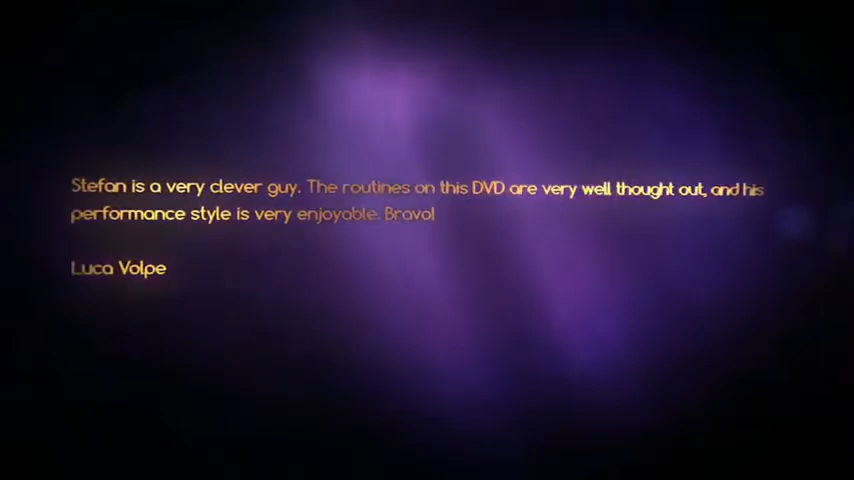 Stefan is a very clever guy. The routines on this DVD are very well thought out, and his
performance style is very enjoyable. Bravo!
Luca Volpe